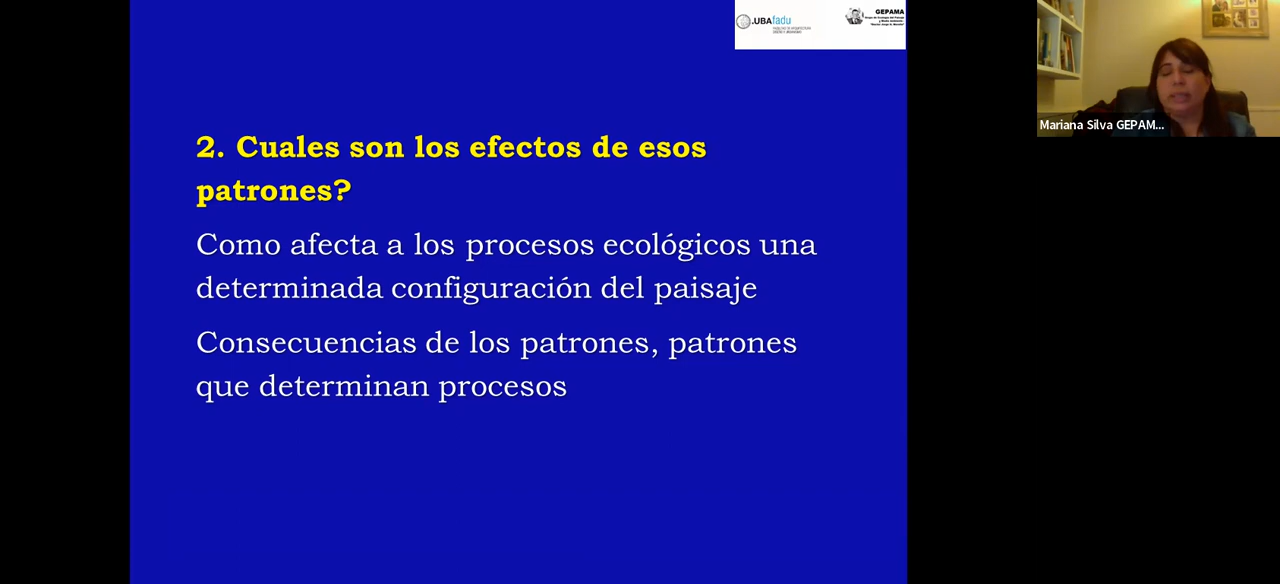 .UBAfadu
GEPAMA
2. Cuales son los efectos de esos
patrones?
Como afecta a los procesos ecológicos una
determinada configuración del paisaje
Consecuencias de los patrones, patrones
que determinan procesos
Mariana Silva GEPAM...